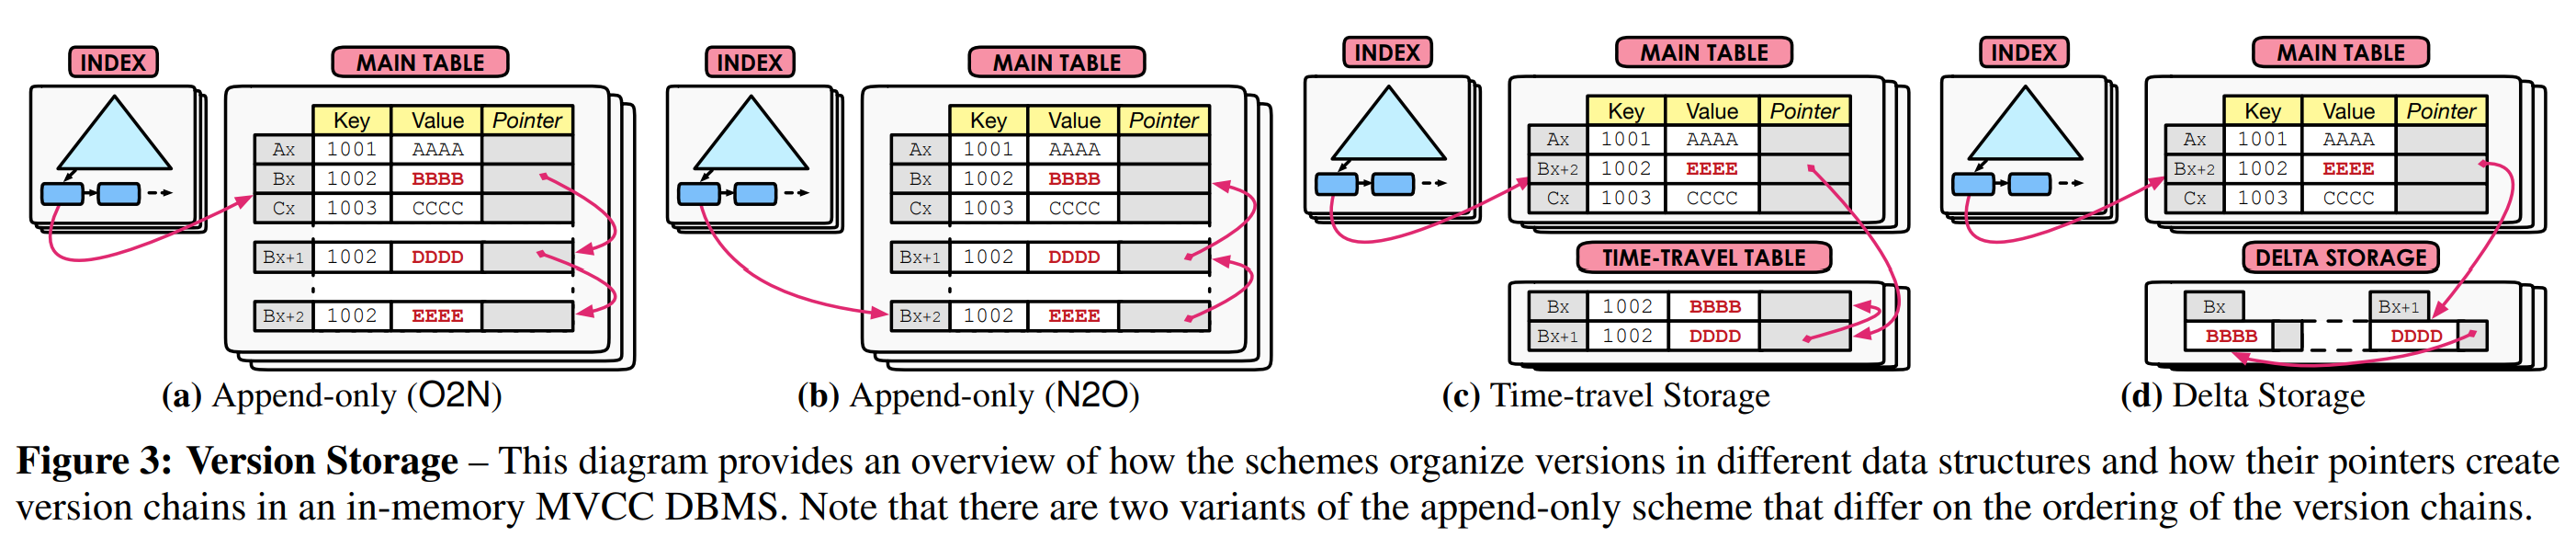 INDEX
MAIN TABLE
Key Value Pointer
Ax 1001 AAAA
Bx 1002 BBBB
Cx 1003 CCCC
Bx+1 1002 DDDD
Bx+2 1002 EEEE
(a) Append-only (O2N)
INDEX
MAIN TABLE
Key Value Pointer
Ax 1001 AAAA
Bx 1002 BBBB
Cx 1003 CCCC
Bx+1 1002 DDDD
Bx+2 1002 EEEE
(b) Append-only (N2O)
INDEX
MAIN TABLE
Key Value Pointer
Ax 1001 AAAA
Bx+2 1002 EEEE
Cx 1003 CCCC
TIME-TRAVEL TABLE
Bx 1002 BBBB
Bx+1 1002 DDDD
(c) Time-travel Storage
INDEX
MAIN TABLE
Key Value Pointer
Ax 1001 AAAA
Bx+2 1002 EEEE
Cx 1003 CCCC
DELTA STORAGE
Bx Bx+1
BBBB DDDD
(d) Delta Storage
Figure 3: Version Storage – This diagram provides an overview of how the schemes organize versions in different data structures and how their pointers create
version chains in an in-memory MVCC DBMS. Note that there are two variants of the append-only scheme that differ on the ordering of the version chains.